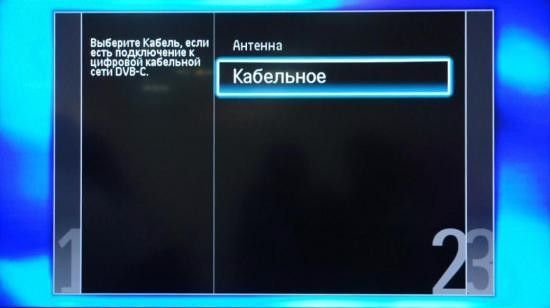 Выберите Кабель, если
есть подключение к
цифровой кабельной
сети DVB-C.
Антенна
Кабельное
1
2
3